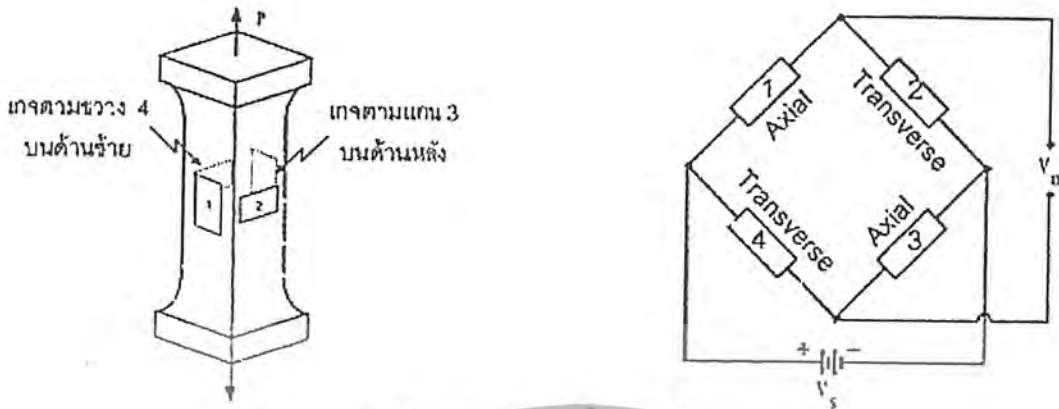 P
เกจตามขวาง 4
บนด้านซ้าย
เกจตามแกน 3
บนด้านหลัง
1
2
1
Axial
2
Transverse
Transverse
4
Axial
3
+
−